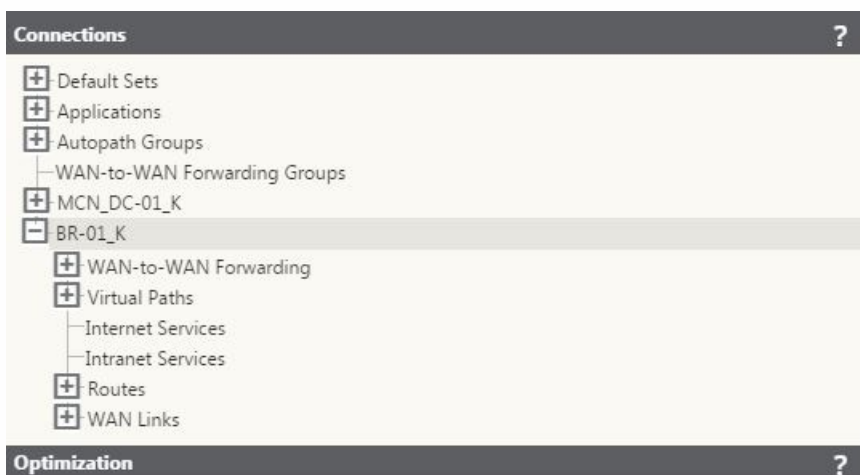 Connections ?
Default Sets
Applications
Autopath Groups
WAN-to-WAN Forwarding Groups
MCN_DC-01_K
BR-01_K
WAN-to-WAN Forwarding
Virtual Paths
Internet Services
Intranet Services
Routes
WAN Links
Optimization ?